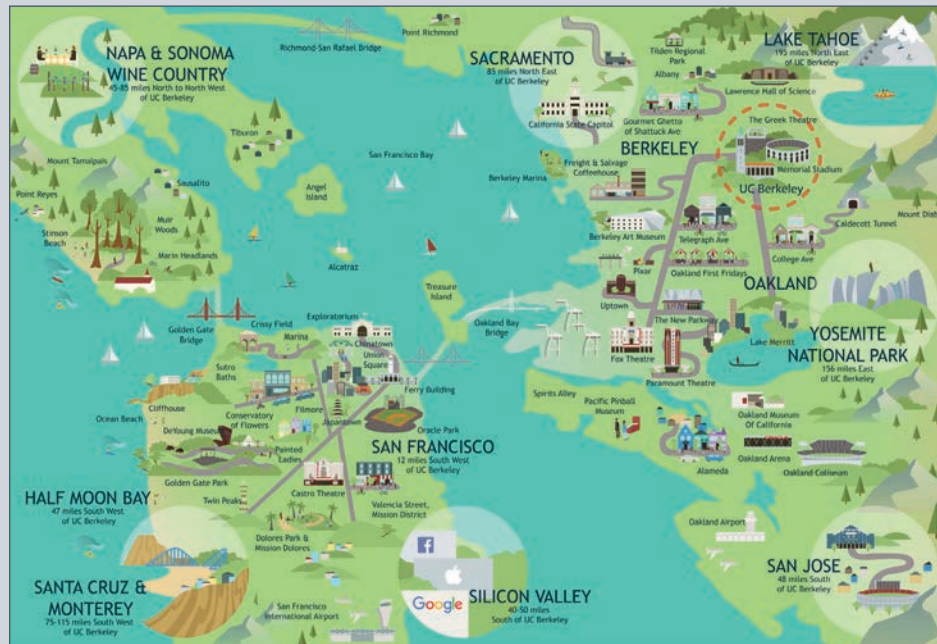 Richmond-San Rafael Bridge
Point Richmond
NAPA & SONOMA
WINE COUNTRY
45-85 miles North to North West
of UC Berkeley
SACRAMENTO
85 miles North East
of UC Berkeley
Tilden Regional
Park
Albany
LAKE TAHOE
195 miles North East
of UC Berkeley
Lawrence Hall of Science
California State Capitol
Gourmet Ghetto
of Shattuck Ave
The Greek Theatre
BERKELEY
Memorial Stadium
UC Berkeley
Tiburon
San Francisco Bay
Mount Tamalpais
Sausalito
Angel
Island
Berkeley Marina
Freight & Salvage
Coffeehouse
Point Reyes
Muir
Woods
Stinson
Beach
Marin Headlands
Alcatraz
Berkeley Art Museum
Telegraph Ave
College Ave
Caldecott Tunnel
Mount Diab
Pixar
Oakland First Fridays
Treasure
Island
OAKLAND
Uptown
The New Parkway
Golden Gate
Bridge
Crissy Field
Marina
Exploratorium
Chinatown
Union
Square
Oakland Bay
Bridge
Lake Merritt
Fox Theatre
YOSEMITE
NATIONAL PARK
156 miles East
of UC Berkeley
Sutro
Baths
Ferry Building
Paramount Theatre
Cliffhouse
Ocean Beach
Conservatory
of Flowers
Filmore
Japantown
Oracle Park
Spirits Alley
Pacific Pinball
Museum
Oakland Museum
Of California
DeYoung Museum
Painted
Ladies
SAN FRANCISCO
12 miles South West
of UC Berkeley
Oakland Arena
Alameda
Oakland Coliseum
Golden Gate Park
Castro Theatre
Twin Peaks
Valencia Street,
Mission District
HALF MOON BAY
47 miles South West
of UC Berkeley
Dolores Park &
Mission Dolores
Oakland Airport
f
SANTA CRUZ &
MONTEREY
75-115 miles South West
of UC Berkeley
San Francisco
International Airport
Google
SILICON VALLEY
40-50 miles
South of UC Berkeley
SAN JOSE
48 miles South
of UC Berkeley